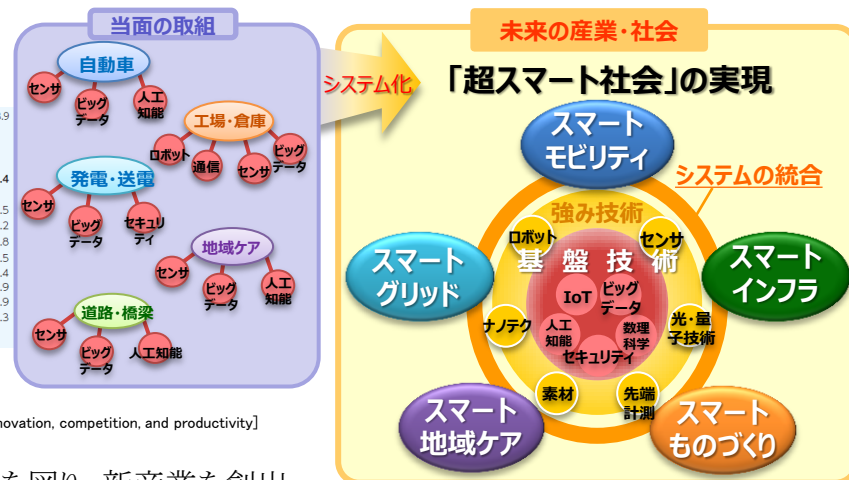 当面の取組
自動車
センサ
ビッグ
データ
人工
知能
工場・倉庫
ロボット
通信
センサ
ビッグ
データ
発電・送電
センサ
ビッグ
データ
セキュリ
ティ
地域ケア
センサ
ビッグ
データ
人工
知能
道路・橋梁
センサ
ビッグ
データ
人工知能
システム化
未来の産業・社会
「超スマート社会」の実現
スマート
モビリティ
システムの統合
強み技術
ロボット
センサ
基盤技術
スマート
グリッド
スマート
インフラ
IoT
ビッグ
データ
ナノテク
人工
知能
数理
科学
光・量
子技術
セキュリティ
素材
先端
計測
スマート
地域ケア
スマート
ものづくり
.4
.5
.2
.8
.5
.4
.9
.9
.3
novation, competition, and productivity]